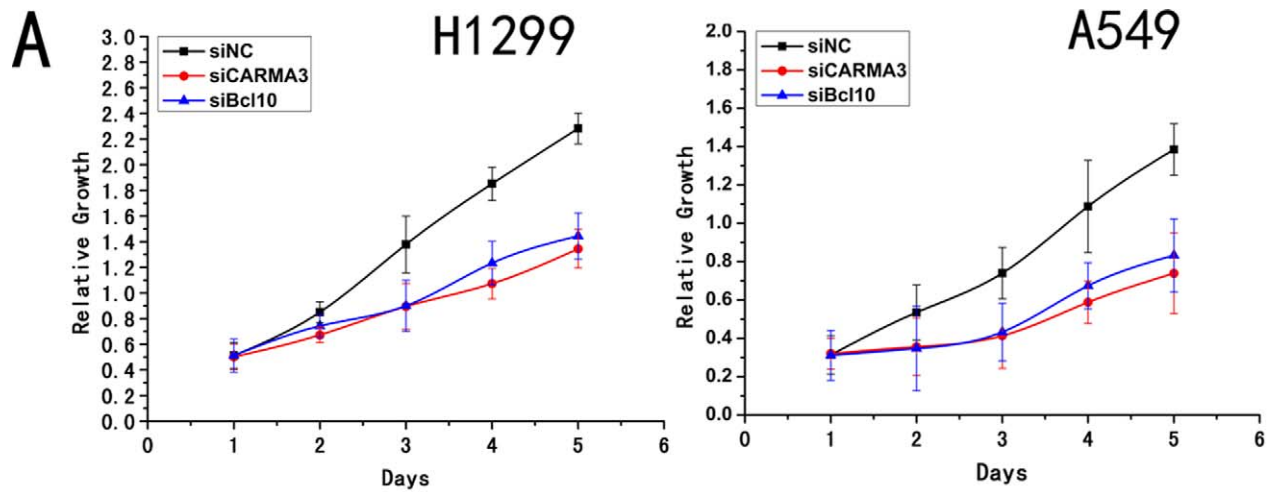 A
H1299
siNC
siCARMA3
siBcl10
Relative Growth
3.0
2.8
2.6
2.4
2.2
2.0
1.8
1.6
1.4
1.2
1.0
0.8
0.6
0.4
0.2
0.0
0 1 2 3 4 5 6
Days
A549
siNC
siCARMA3
siBcl10
Relative Growth
2.0
1.8
1.6
1.4
1.2
1.0
0.8
0.6
0.4
0.2
0.0
0 1 2 3 4 5 6
Days